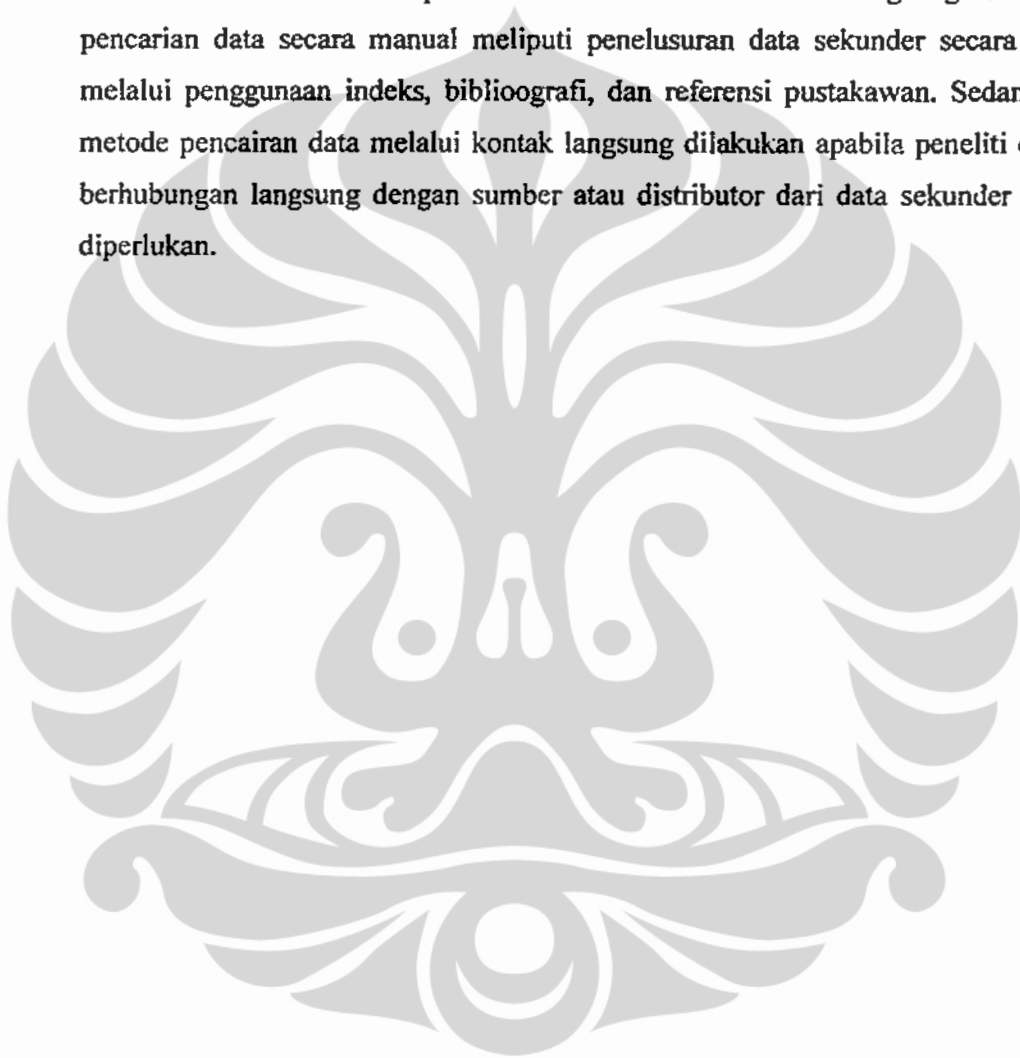 pencarian data secara manual meliputi penelusuran data sekunder secara
melalui penggunaan indeks, biblioografi, dan referensi pustakawan. Sedan
metode pencairan data melalui kontak langsung dilakukan apabila peneliti
berhubungan langsung dengan sumber atau distributor dari data sekunder
diperlukan.